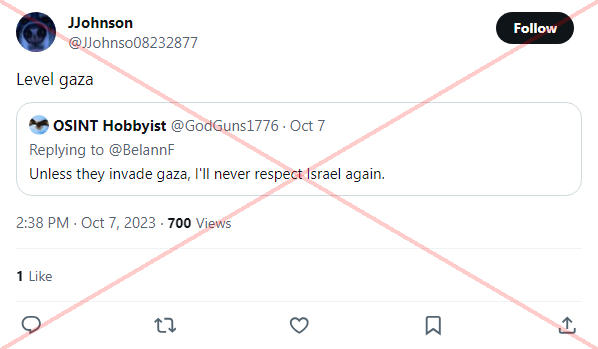 JJohnson
@JJohnso08232877
Follow
Level gaza
OSINT Hobbyist @GodGuns1776 · Oct 7
Replying to @BelannF
Unless they invade gaza, I'll never respect Israel again.
2:38 PM · Oct 7, 2023 · 700 Views
1 Like